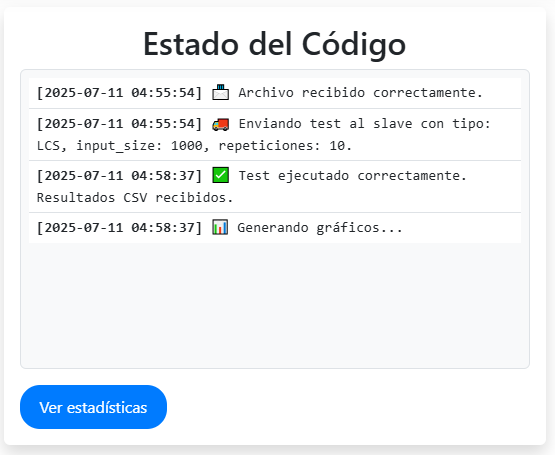 Estado del Código
[2025-07-11 04:55:54] 📩 Archivo recibido correctamente.
[2025-07-11 04:55:54] 🚚 Enviando test al slave con tipo:
LCS, input_size: 1000, repeticiones: 10.
[2025-07-11 04:58:37] ✅ Test ejecutado correctamente.
Resultados CSV recibidos.
[2025-07-11 04:58:37] 📊 Generando gráficos...
Ver estadísticas